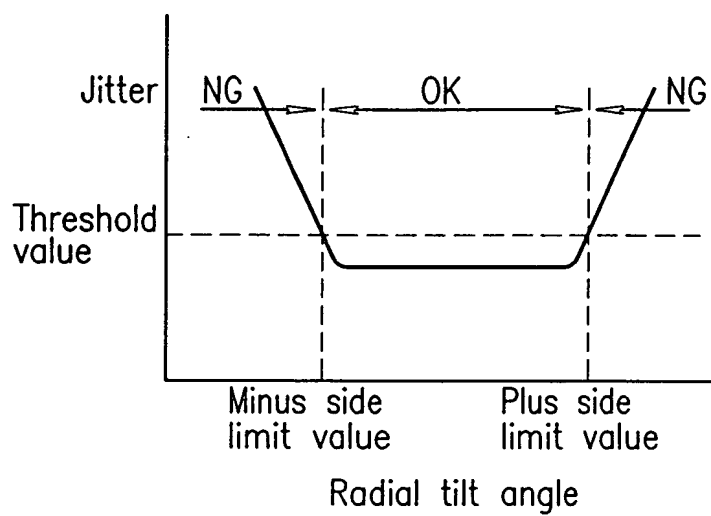 Jitter
NG
OK
NG
Threshold
value
Minus side
limit value
Plus side
limit value
Radial tilt angle